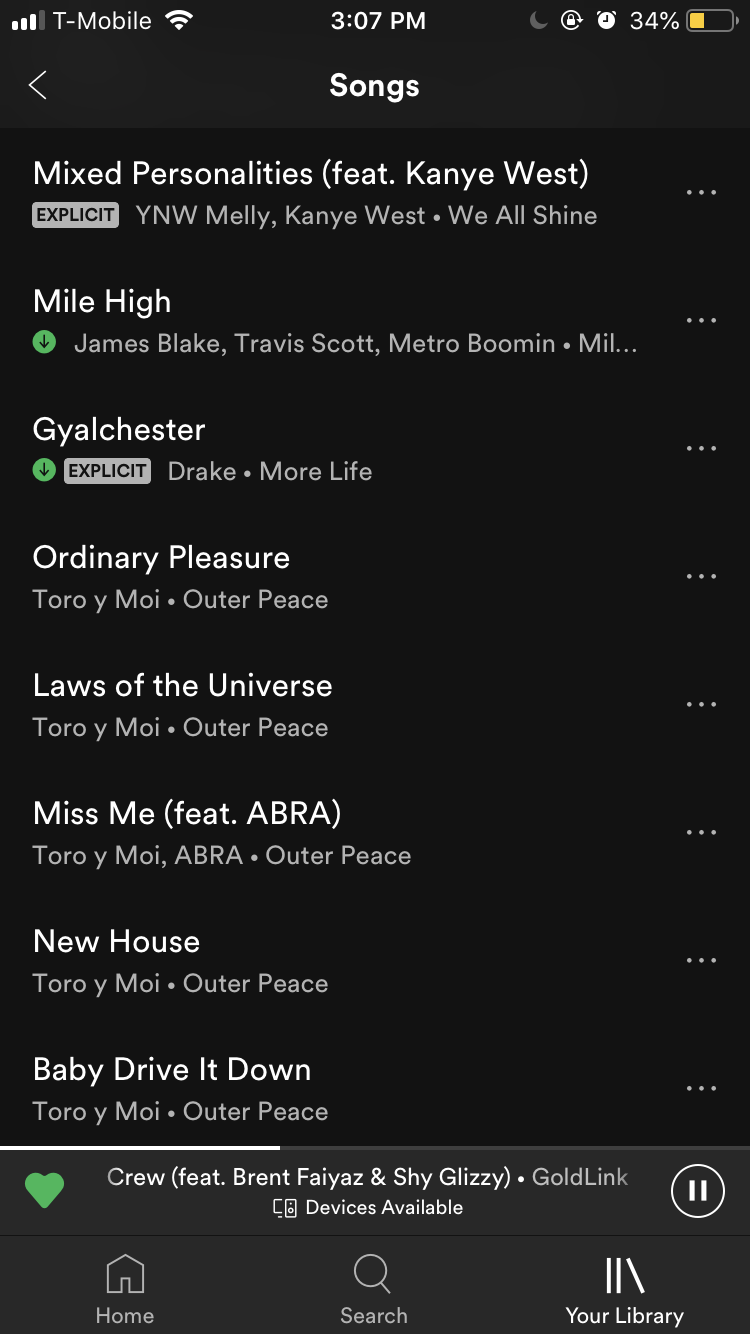 T-Mobile 3:07 PM 34%
Songs
Mixed Personalities (feat. Kanye West)
EXPLICIT YNW Melly, Kanye West • We All Shine
Mile High
James Blake, Travis Scott, Metro Boomin • Mil...
Gyalchester
EXPLICIT Drake • More Life
Ordinary Pleasure
Toro y Moi • Outer Peace
Laws of the Universe
Toro y Moi • Outer Peace
Miss Me (feat. ABRA)
Toro y Moi, ABRA • Outer Peace
New House
Toro y Moi • Outer Peace
Baby Drive It Down
Toro y Moi • Outer Peace
Crew (feat. Brent Faiyaz & Shy Glizzy) • GoldLink
Devices Available
Home Search Your Library